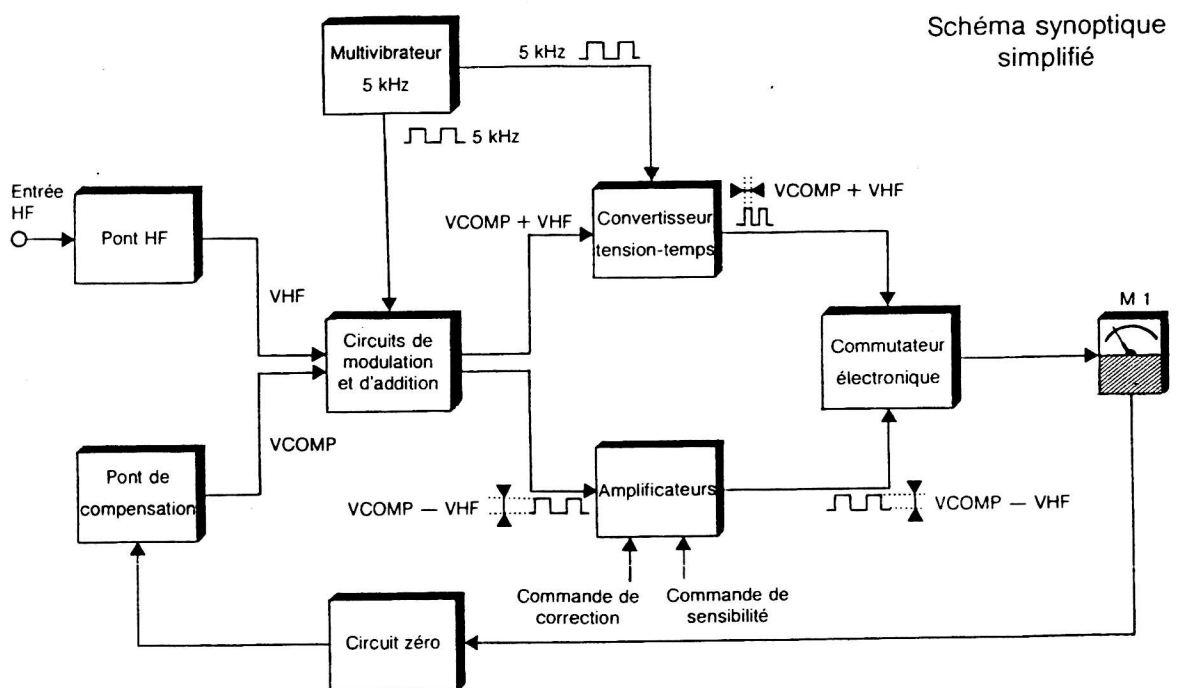 Schéma synoptique
simplifié
Multivibrateur
5 kHz
5 kHz
5 kHz
Entrée
HF
Pont HF
VHF
VCOMP + VHF
Convertisseur
tension-temps
VCOMP + VHF
Circuits de
modulation
et d'addition
Commutateur
électronique
M 1
VCOMP
Pont de
compensation
VCOMP — VHF
Amplificateurs
VCOMP — VHF
Commande de
correction
Commande de
sensibilité
Circuit zéro